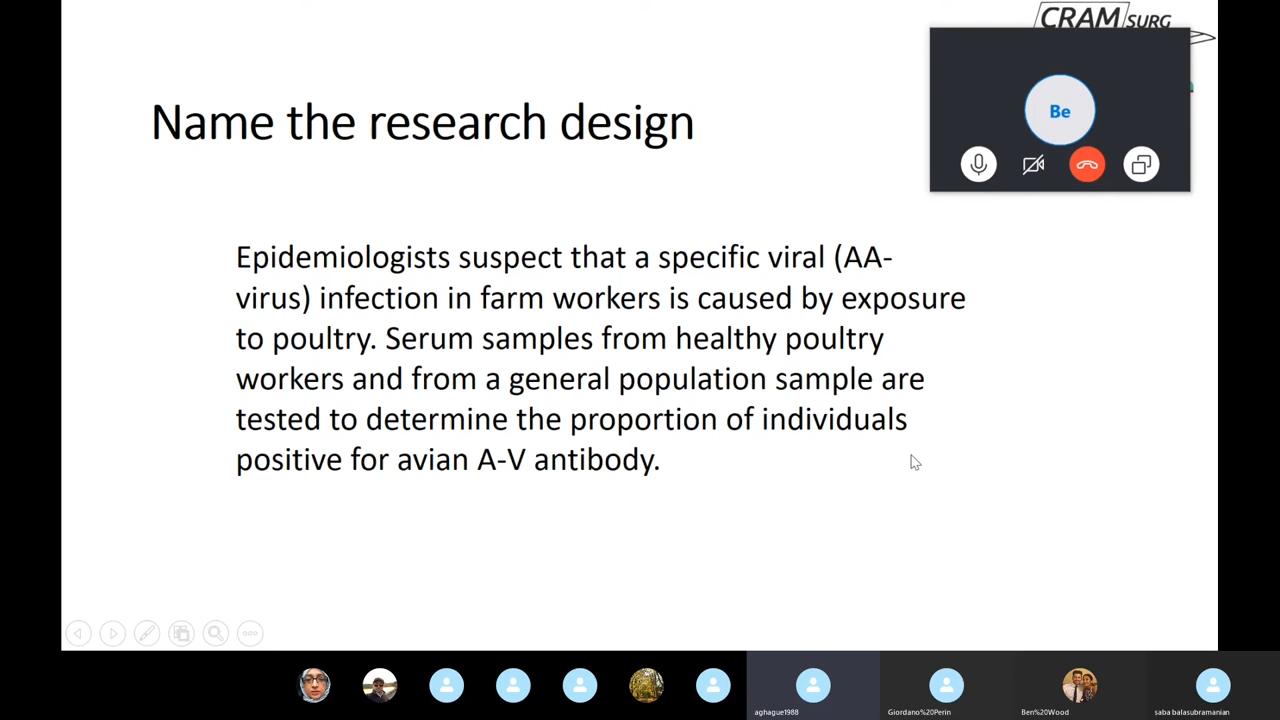 CRAMSURG
Name the research design
Be
Epidemiologists suspect that a specific viral (AA-
virus) infection in farm workers is caused by exposure
to poultry. Serum samples from healthy poultry
workers and from a general population sample are
tested to determine the proportion of individuals
positive for avian A-V antibody.
aghague1988
Giordano%20Perin
Ben%20Wood
saba balasubramanian